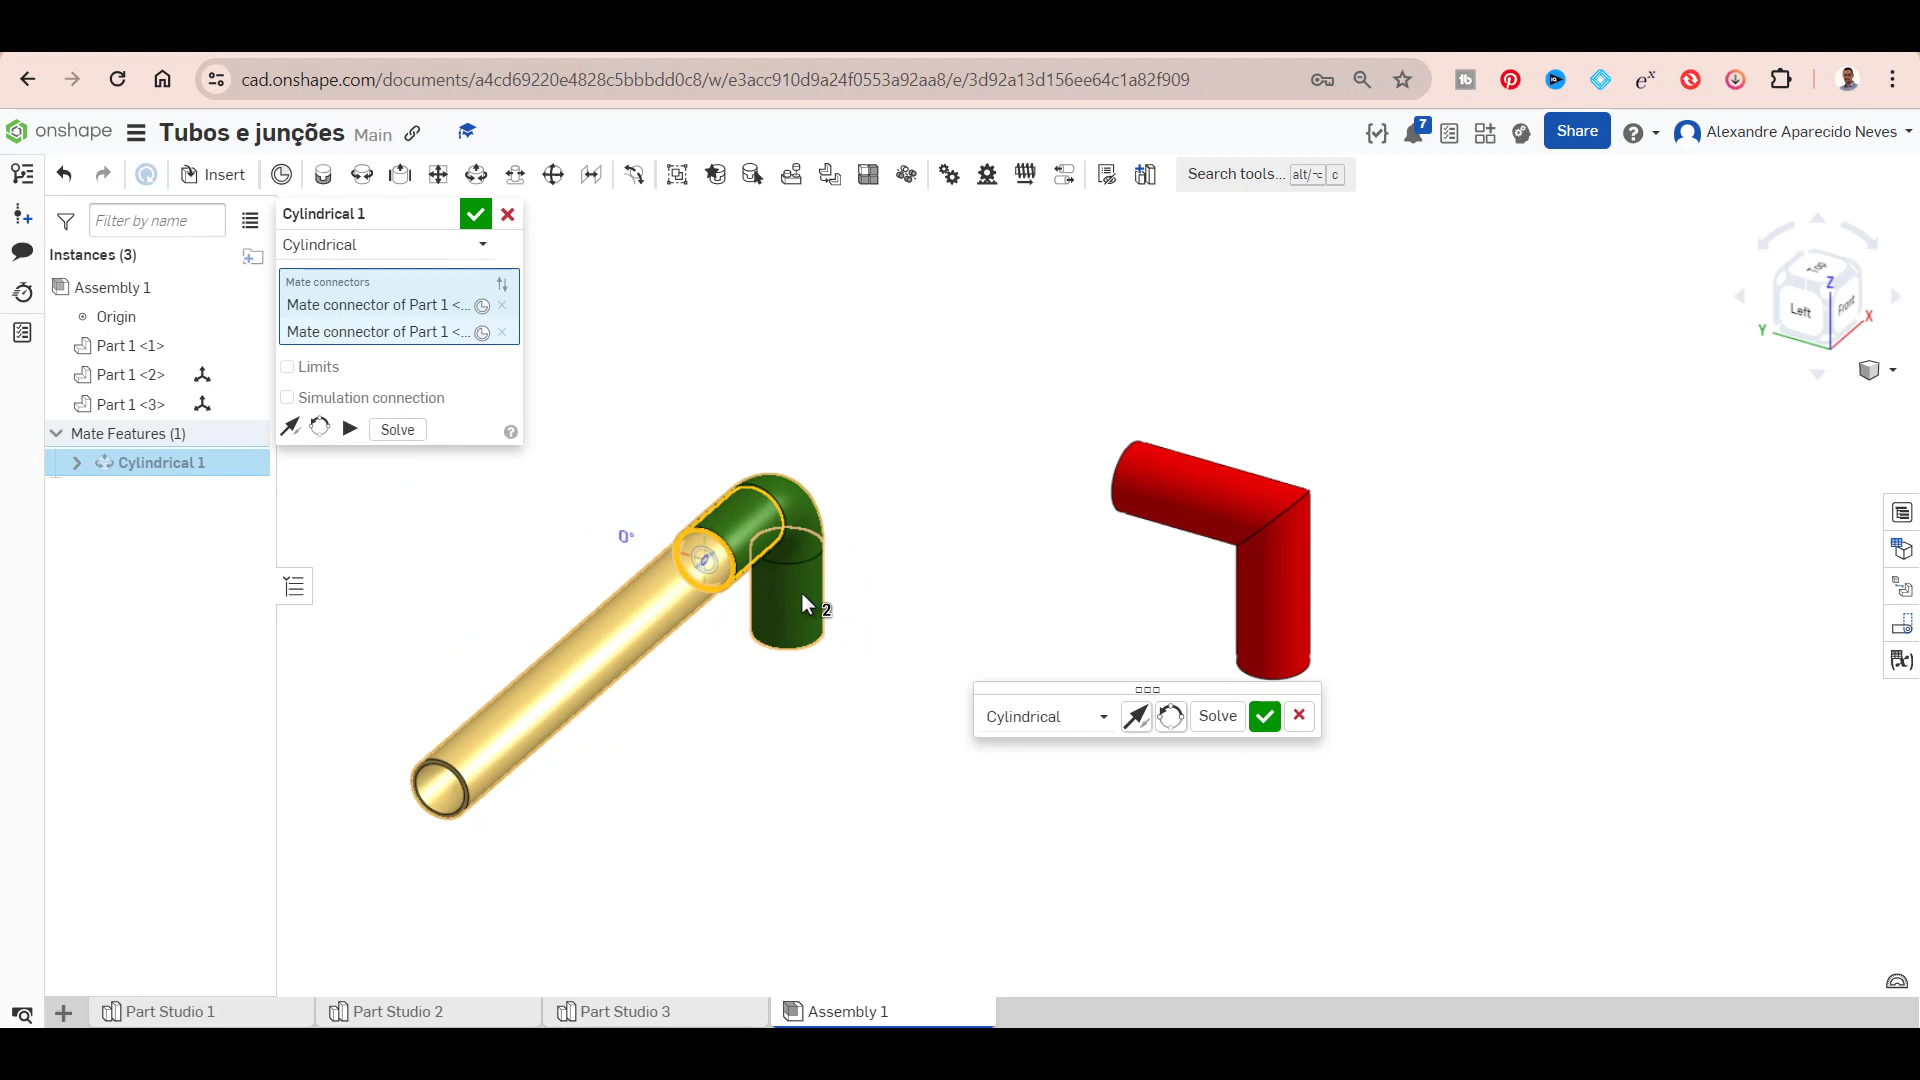 cad.onshape.com/documents/a4cd69220e4828c5bbbdd0c8/w/e3acc910d9a24f0553a92aa8/e/3d92a13d156ee64c1a82f909
onshape Tubos e junções Main
7
Share
Alexandre Aparecido Neves
Insert
Search tools... alt/⌥ c
Filter by name
Instances (3)
Assembly 1
Origin
Part 1 <1>
Part 1 <2>
Part 1 <3>
Mate Features (1)
Cylindrical 1
Cylindrical 1
Cylindrical
Mate connectors
Mate connector of Part 1 <...
Mate connector of Part 1 <...
Limits
Simulation connection
Solve
0°
2
Top
Left
Front
Z
Y
X
Cylindrical
Solve
Part Studio 1
Part Studio 2
Part Studio 3
Assembly 1